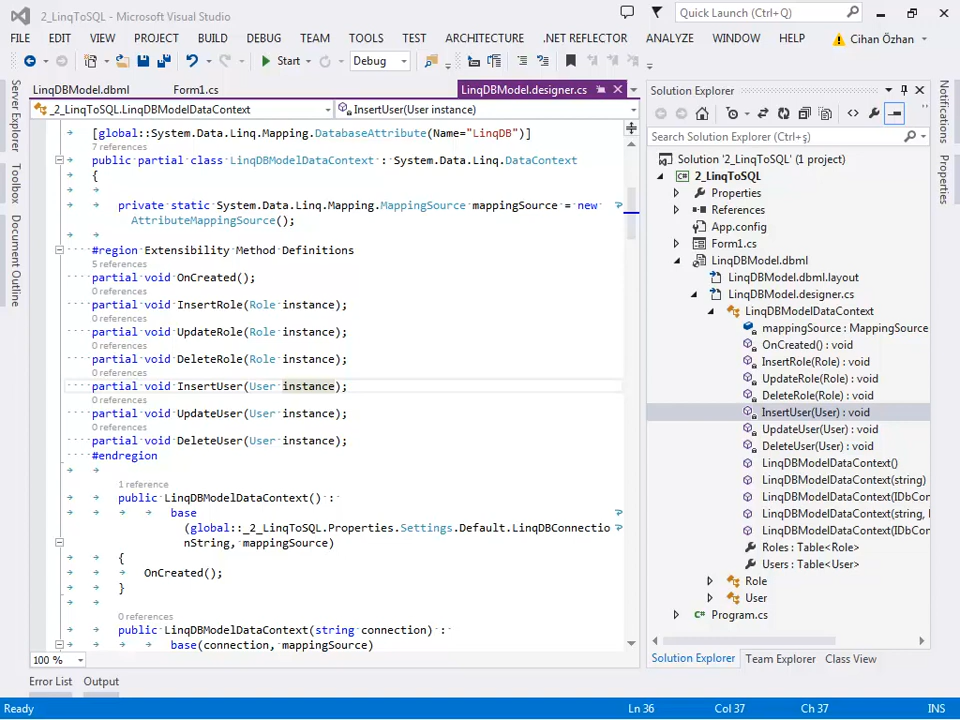 2_LinqToSQL - Microsoft Visual Studio
Quick Launch (Ctrl+Q)
FILE EDIT VIEW PROJECT BUILD DEBUG TEAM TOOLS TEST ARCHITECTURE .NET REFLECTOR ANALYZE WINDOW HELP Cihan Özhan
Start Debug
Server Explorer
Toolbox
Document Outline
LinqDBModel.dbml Form1.cs LinqDBModel.designer.cs
_2_LinqToSQL.LinqDBModelDataContext InsertUser(User instance)
[global::System.Data.Linq.Mapping.DatabaseAttribute(Name="LinqDB")]
7 references
public partial class LinqDBModelDataContext : System.Data.Linq.DataContext
{
private static System.Data.Linq.Mapping.MappingSource mappingSource = new
AttributeMappingSource();
#region Extensibility Method Definitions
5 references
partial void OnCreated();
0 references
partial void InsertRole(Role instance);
0 references
partial void UpdateRole(Role instance);
0 references
partial void DeleteRole(Role instance);
0 references
partial void InsertUser(User instance);
0 references
partial void UpdateUser(User instance);
0 references
partial void DeleteUser(User instance);
#endregion
1 reference
public LinqDBModelDataContext() :
base
(global::_2_LinqToSQL.Properties.Settings.Default.LinqDBConnectio
nString, mappingSource)
{
OnCreated();
}
0 references
public LinqDBModelDataContext(string connection) :
base(connection, mappingSource)
100 %
Error List Output
Solution Explorer
Search Solution Explorer (Ctrl+ş)
Solution '2_LinqToSQL' (1 project)
2_LinqToSQL
Properties
References
App.config
Form1.cs
LinqDBModel.dbml
LinqDBModel.dbml.layout
LinqDBModel.designer.cs
LinqDBModelDataContext
mappingSource : MappingSource
OnCreated() : void
InsertRole(Role) : void
UpdateRole(Role) : void
DeleteRole(Role) : void
InsertUser(User) : void
UpdateUser(User) : void
DeleteUser(User) : void
LinqDBModelDataContext()
LinqDBModelDataContext(string)
LinqDBModelDataContext(IDbCon
LinqDBModelDataContext(string, 
LinqDBModelDataContext(IDbCon
Roles : Table<Role>
Users : Table<User>
Role
User
Program.cs
Solution Explorer Team Explorer Class View
Notifications
Properties
Ready Ln 36 Col 37 Ch 37 INS